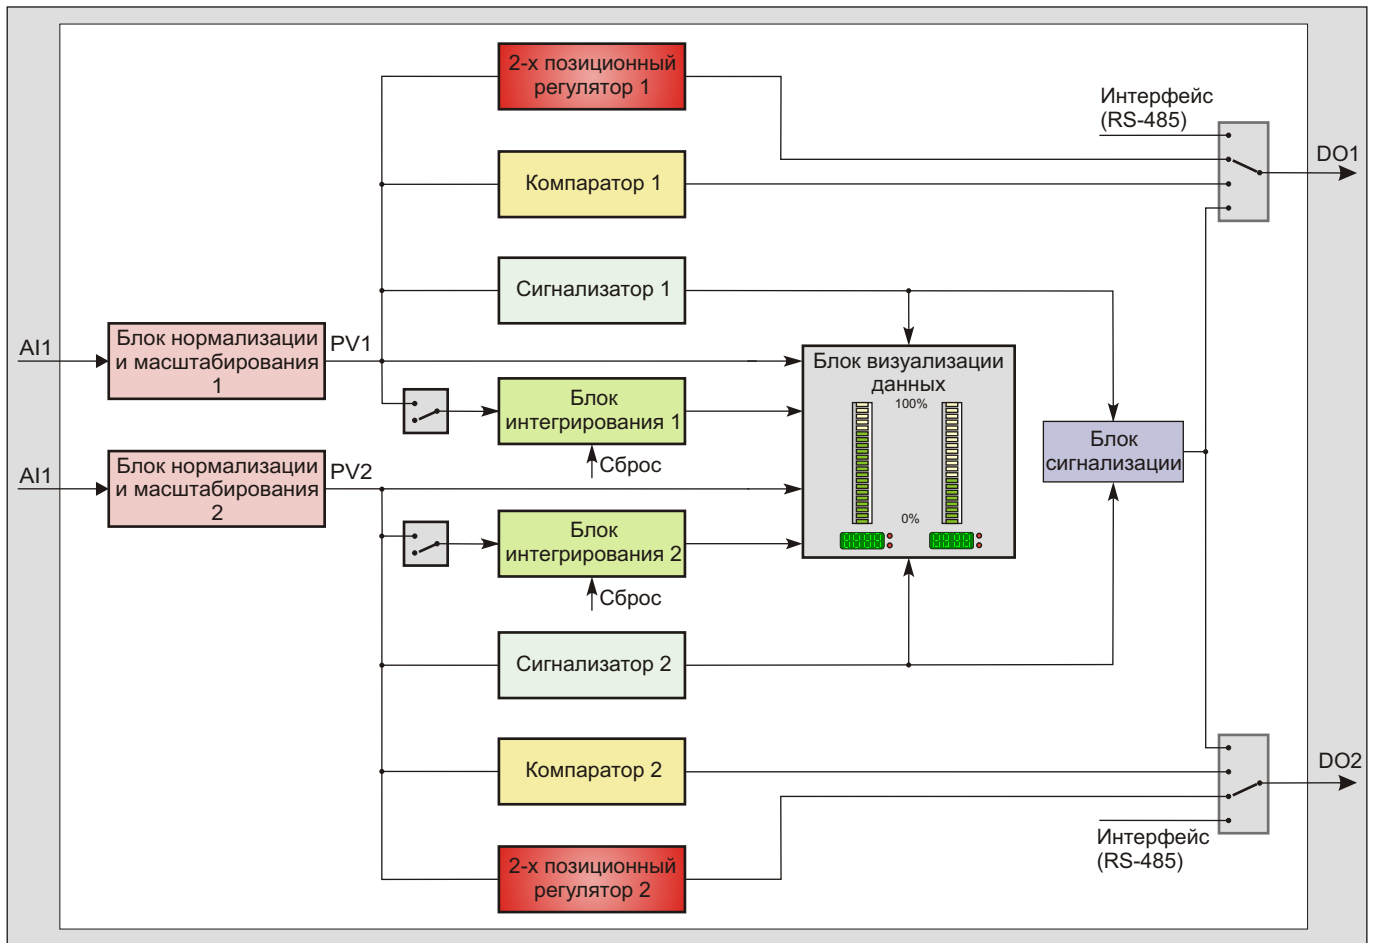 2-х позиционный
регулятор 1
Интерфейс
(RS-485)
DO1
Компаратор 1
Сигнализатор 1
AI1
Блок нормализации
и масштабирования
1
PV1
Блок визуализации
данных
100%
0%
Блок
интегрирования 1
Сброс
Блок
сигнализации
AI1
Блок нормализации
и масштабирования
2
PV2
Блок
интегрирования 2
Сброс
Сигнализатор 2
Компаратор 2
DO2
Интерфейс
(RS-485)
2-х позиционный
регулятор 2